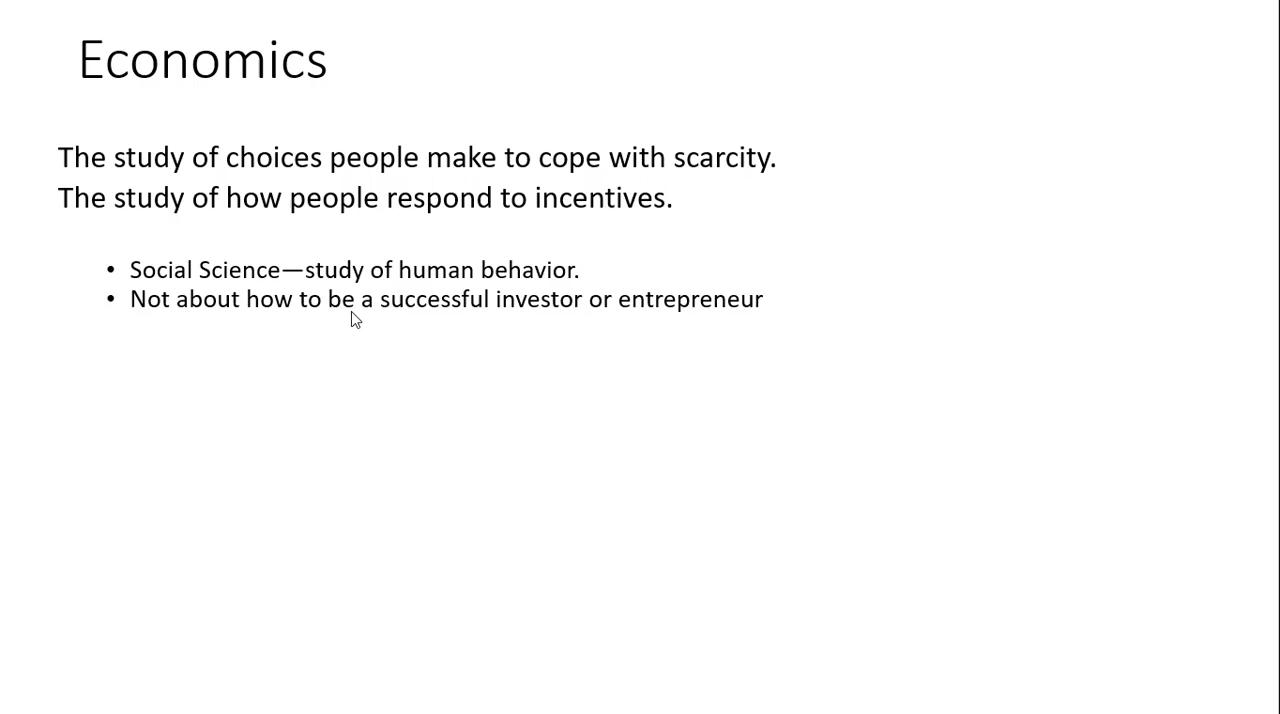 Economics
The study of choices people make to cope with scarcity.
The study of how people respond to incentives.
• Social Science—study of human behavior.
• Not about how to be a successful investor or entrepreneur